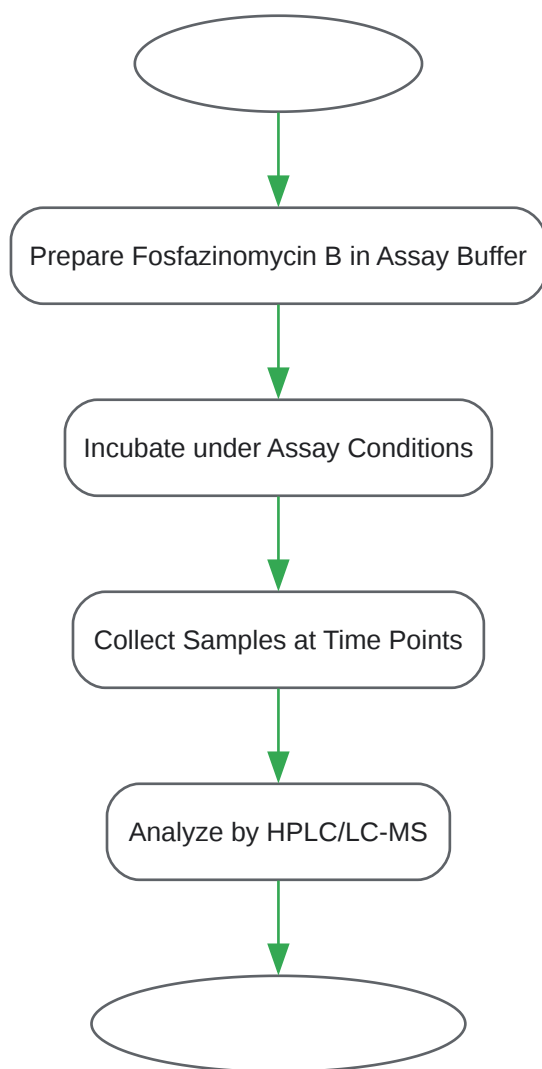 Prepare Fosfazinomycin B in Assay Buffer
Incubate under Assay Conditions
Collect Samples at Time Points
Analyze by HPLC/LC-MS